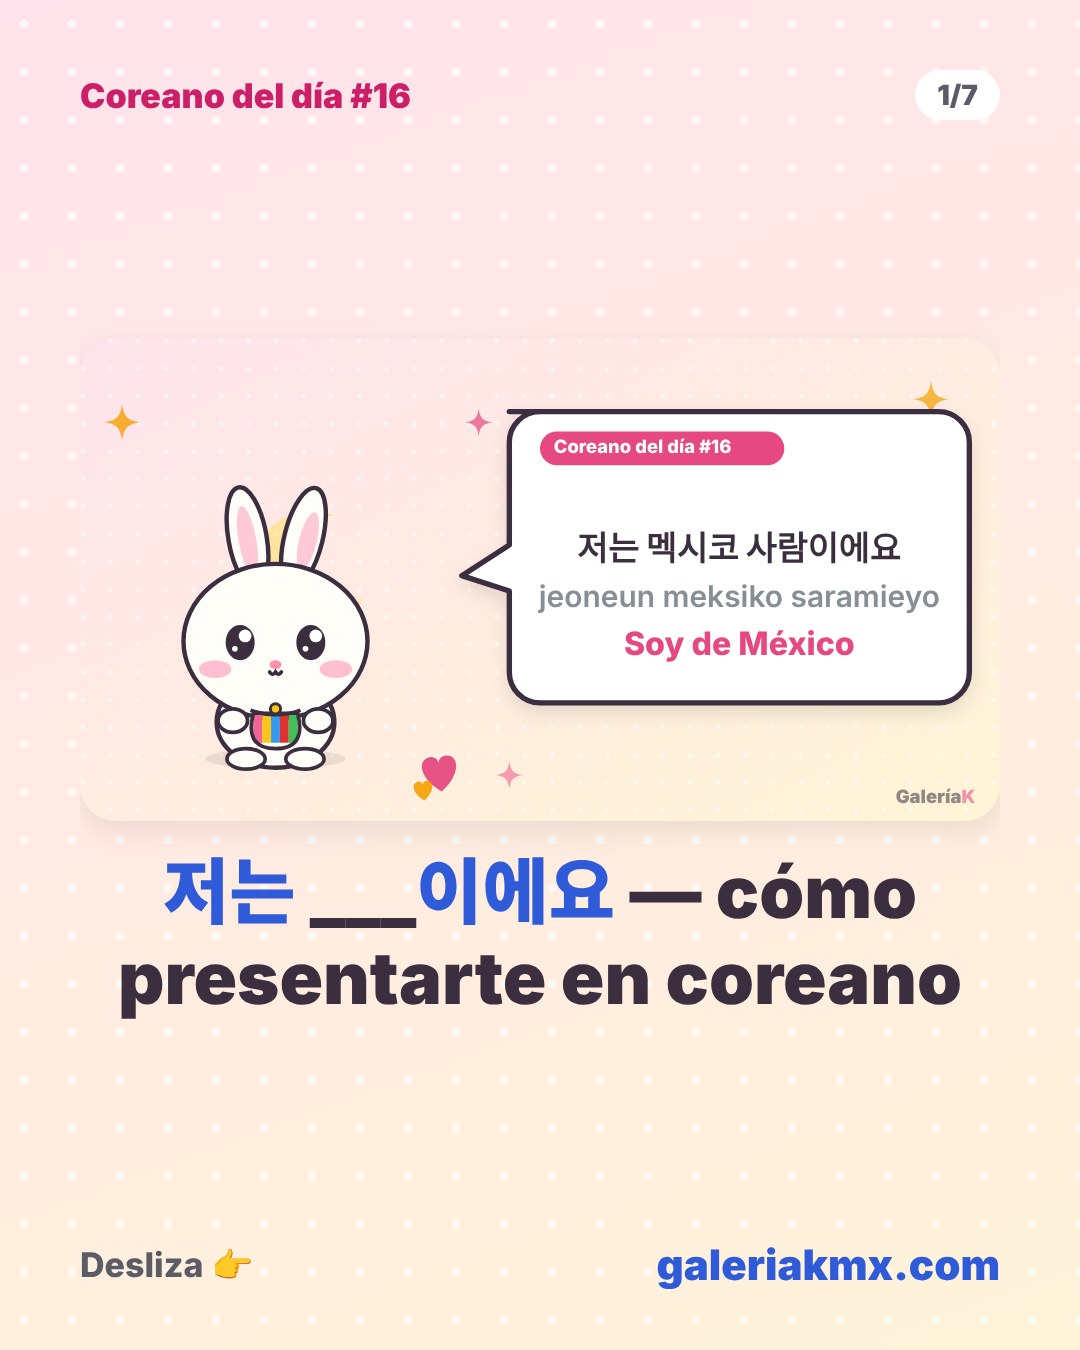 Coreano del día #16
1/7
Coreano del día #16
저는 멕시코 사람이에요
jeoneun meksiko saramieyo
Soy de México
GaleríaK
저는 ___이에요 — cómo
presentarte en coreano
Desliza 👉
galeriakmx.com